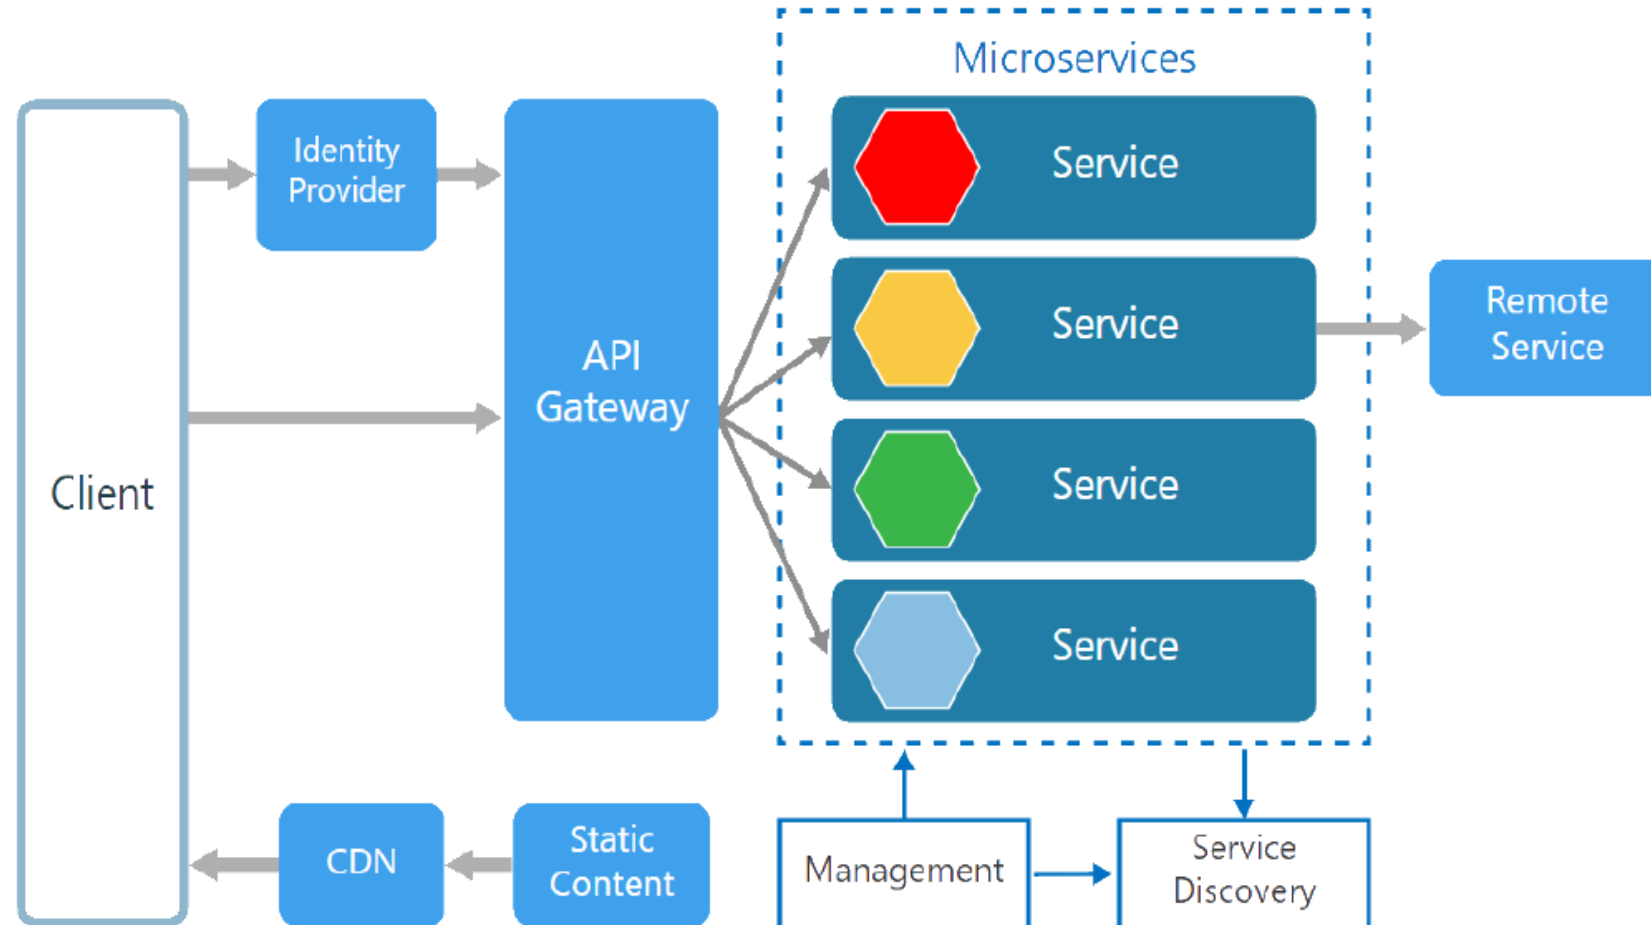 Microservices
Identity
Provider
Service
Service
Remote
Service
API
Gateway
Client
Service
Service
CDN
Static
Content
Management
Service
Discovery